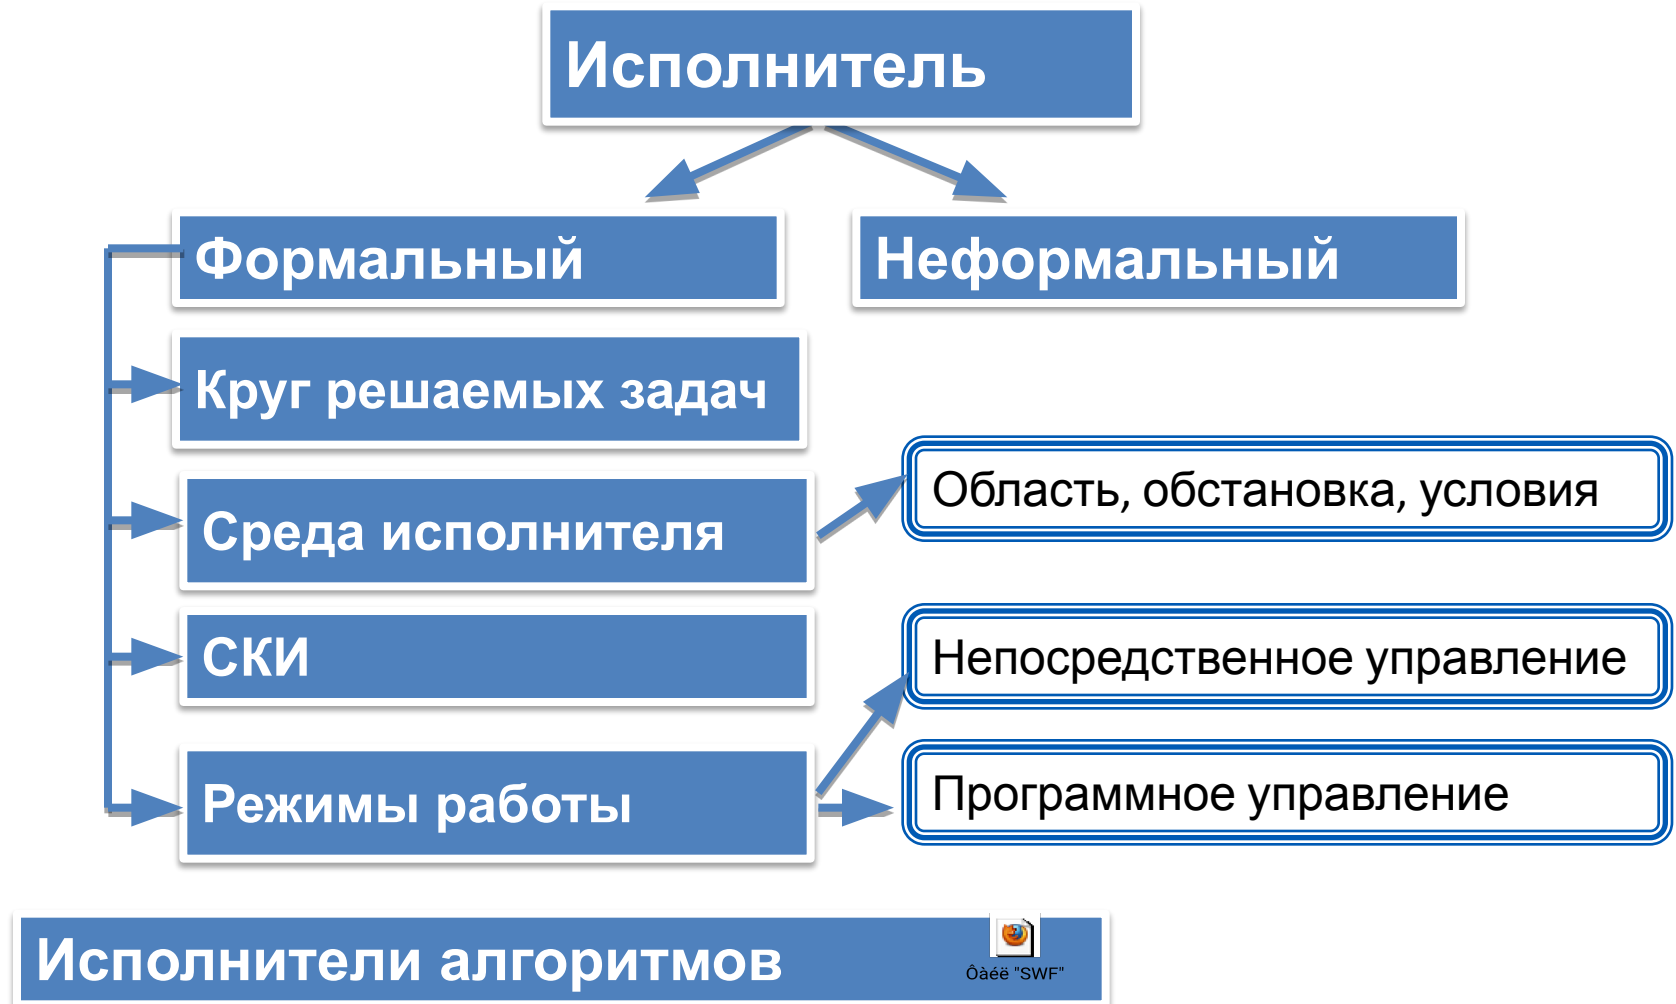 Исполнитель
Формальный
Неформальный
Круг решаемых задач
Среда исполнителя
Область, обстановка, условия
СКИ
Непосредственное управление
Режимы работы
Программное управление
Исполнители алгоритмов
Ôàéë "SWF"